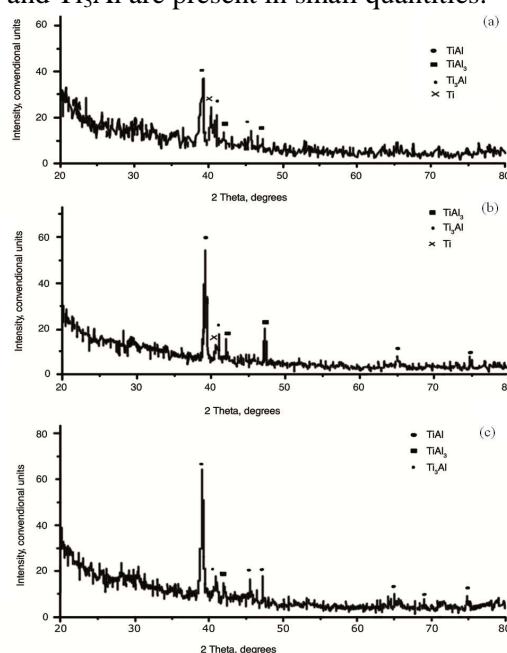 and Ti₃Al are present in small quantities.
(a)
60
40
20
0
Intensity, conventional units
TiAl
TiAl₃
Ti₃Al
Ti
20 30 40 50 60 70 80
2 Theta, degrees
(b)
60
40
20
0
Intensity, conventional units
TiAl₃
Ti₃Al
Ti
20 30 40 50 60 70 80
2 Theta, degrees
(c)
80
60
40
20
0
Intensity, conventional units
TiAl
TiAl₃
Ti₃Al
20 30 40 50 60 70 80
2 Theta, degrees